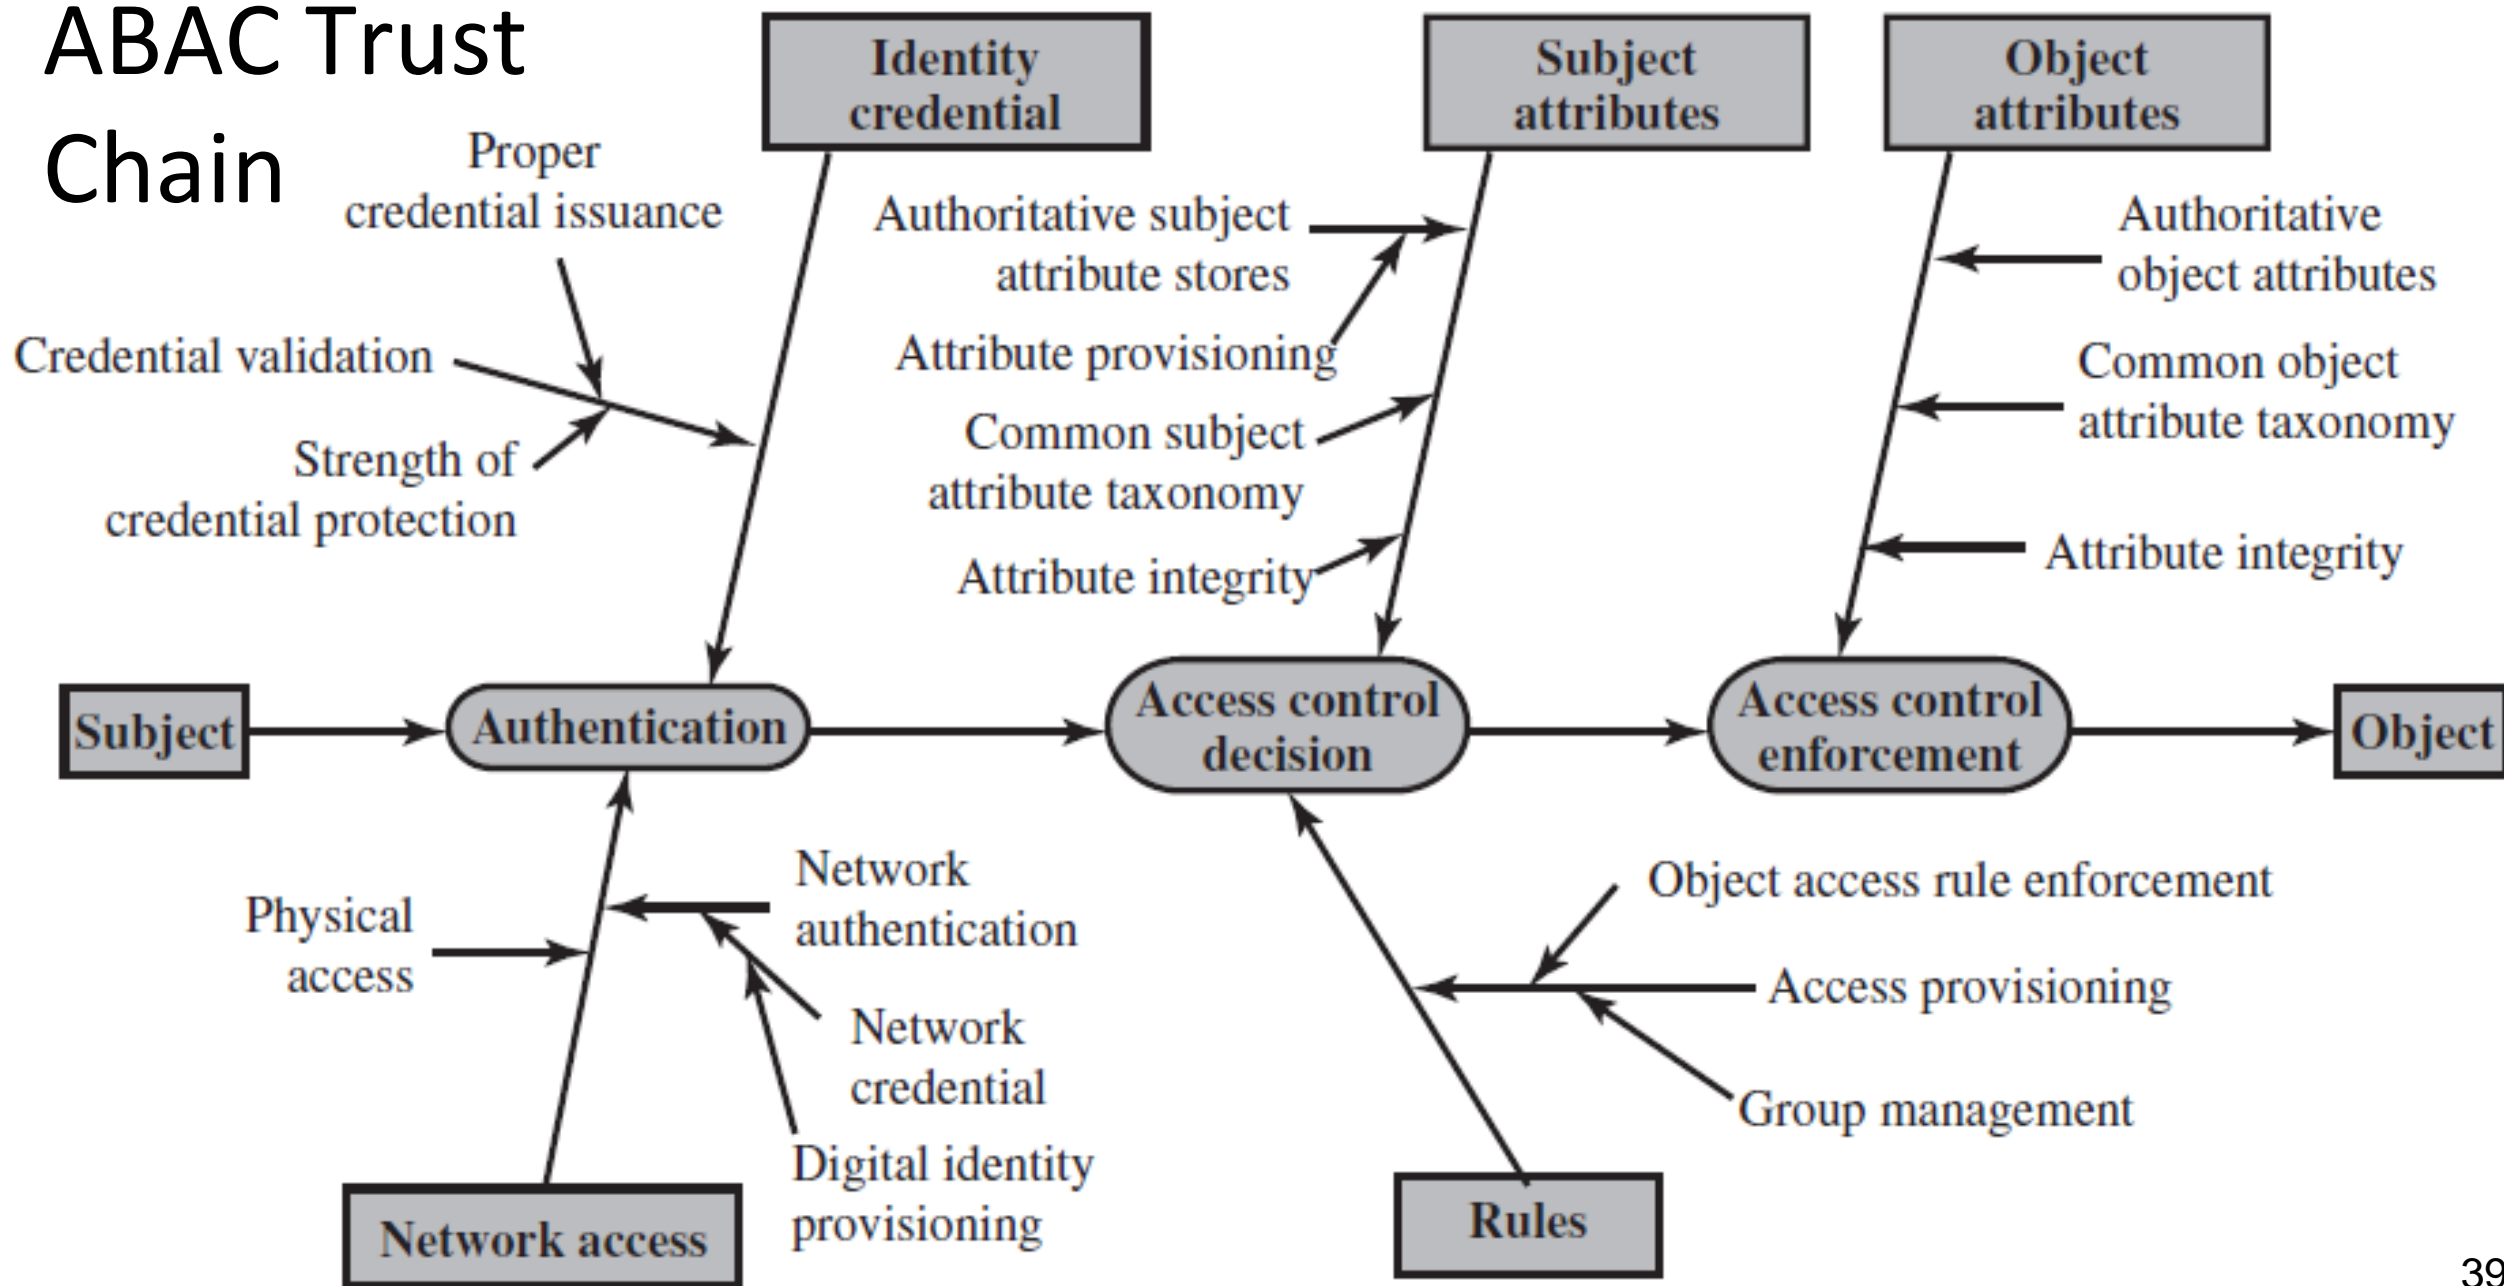 ABAC Trust
Chain
Identity
credential
Subject
attributes
Object
attributes
Proper
credential issuance
Credential validation
Strength of
credential protection
Authoritative subject
attribute stores
Attribute provisioning
Common subject
attribute taxonomy
Attribute integrity
Authoritative
object attributes
Common object
attribute taxonomy
Attribute integrity
Subject
Authentication
Access control
decision
Access control
enforcement
Object
Physical
access
Network
authentication
Network
credential
Digital identity
provisioning
Object access rule enforcement
Access provisioning
Group management
Network access
Rules
39